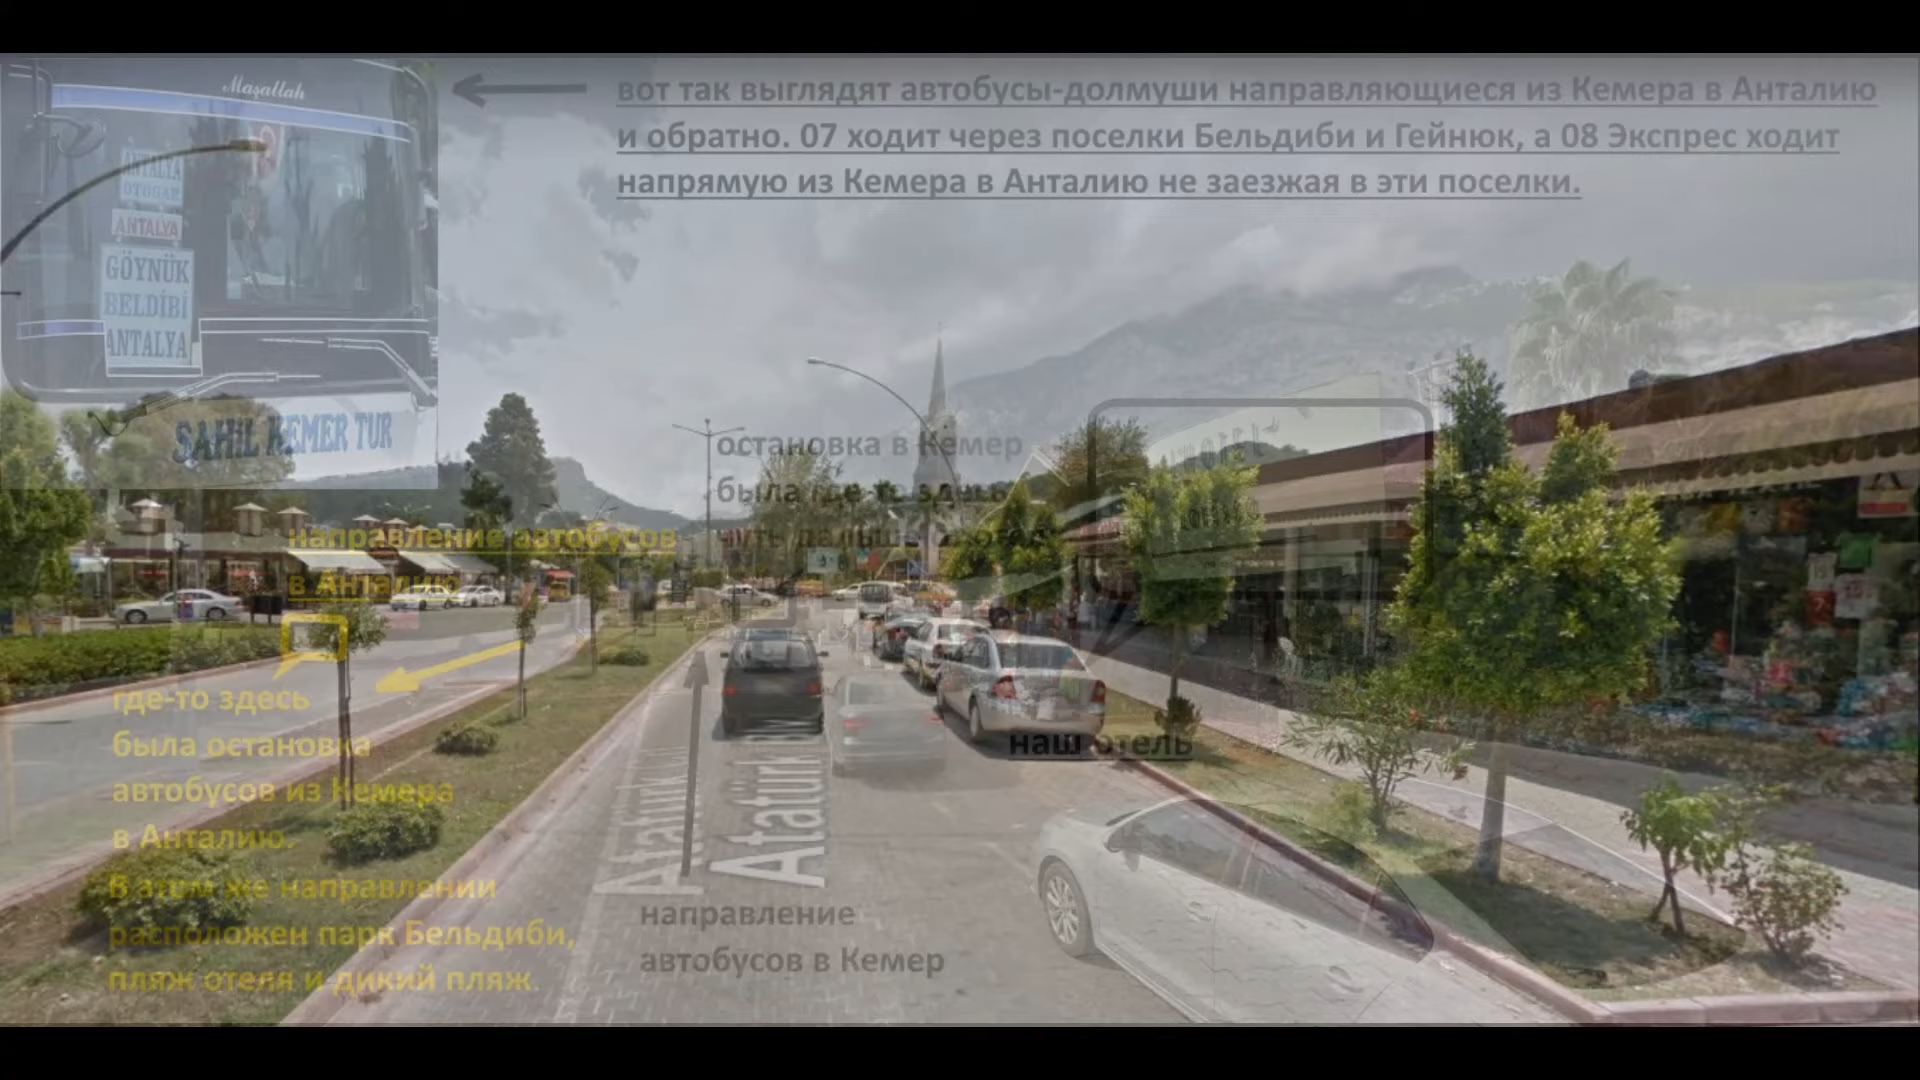 Maşallah
вот так выглядят автобусы-долмуши направляющиеся из Кемера в Анталию
и обратно. 07 ходит через поселки Бельдиби и Гейнюк, а 08 Экспрес ходит
напрямую из Кемера в Анталию не заезжая в эти поселки.
ANTALYA
OTOGAR
ANTALYA
GÖYNÜK
BELDİBİ
ANTALYA
SAHİL KEMER TUR
остановка в Кемер
была где-то здесь
чуть дальше
направление автобусов
в Анталию
где-то здесь
была остановка
автобусов из Кемера
в Анталию.
В этом же направлении
расположен парк Бельдиби,
пляж отеля и дикий пляж.
наш отель
Atatürk
Atatürk
направление
автобусов в Кемер